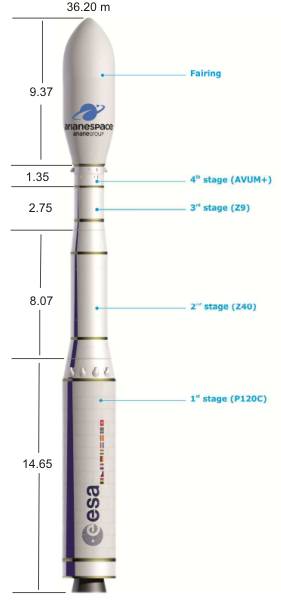 36.20 m
Fairing
9.37
arianespace
arianegroup
1.35
4th stage (AVUM+)
2.75
3rd stage (Z9)
8.07
2nd stage (Z40)
1st stage (P120C)
14.65
esa